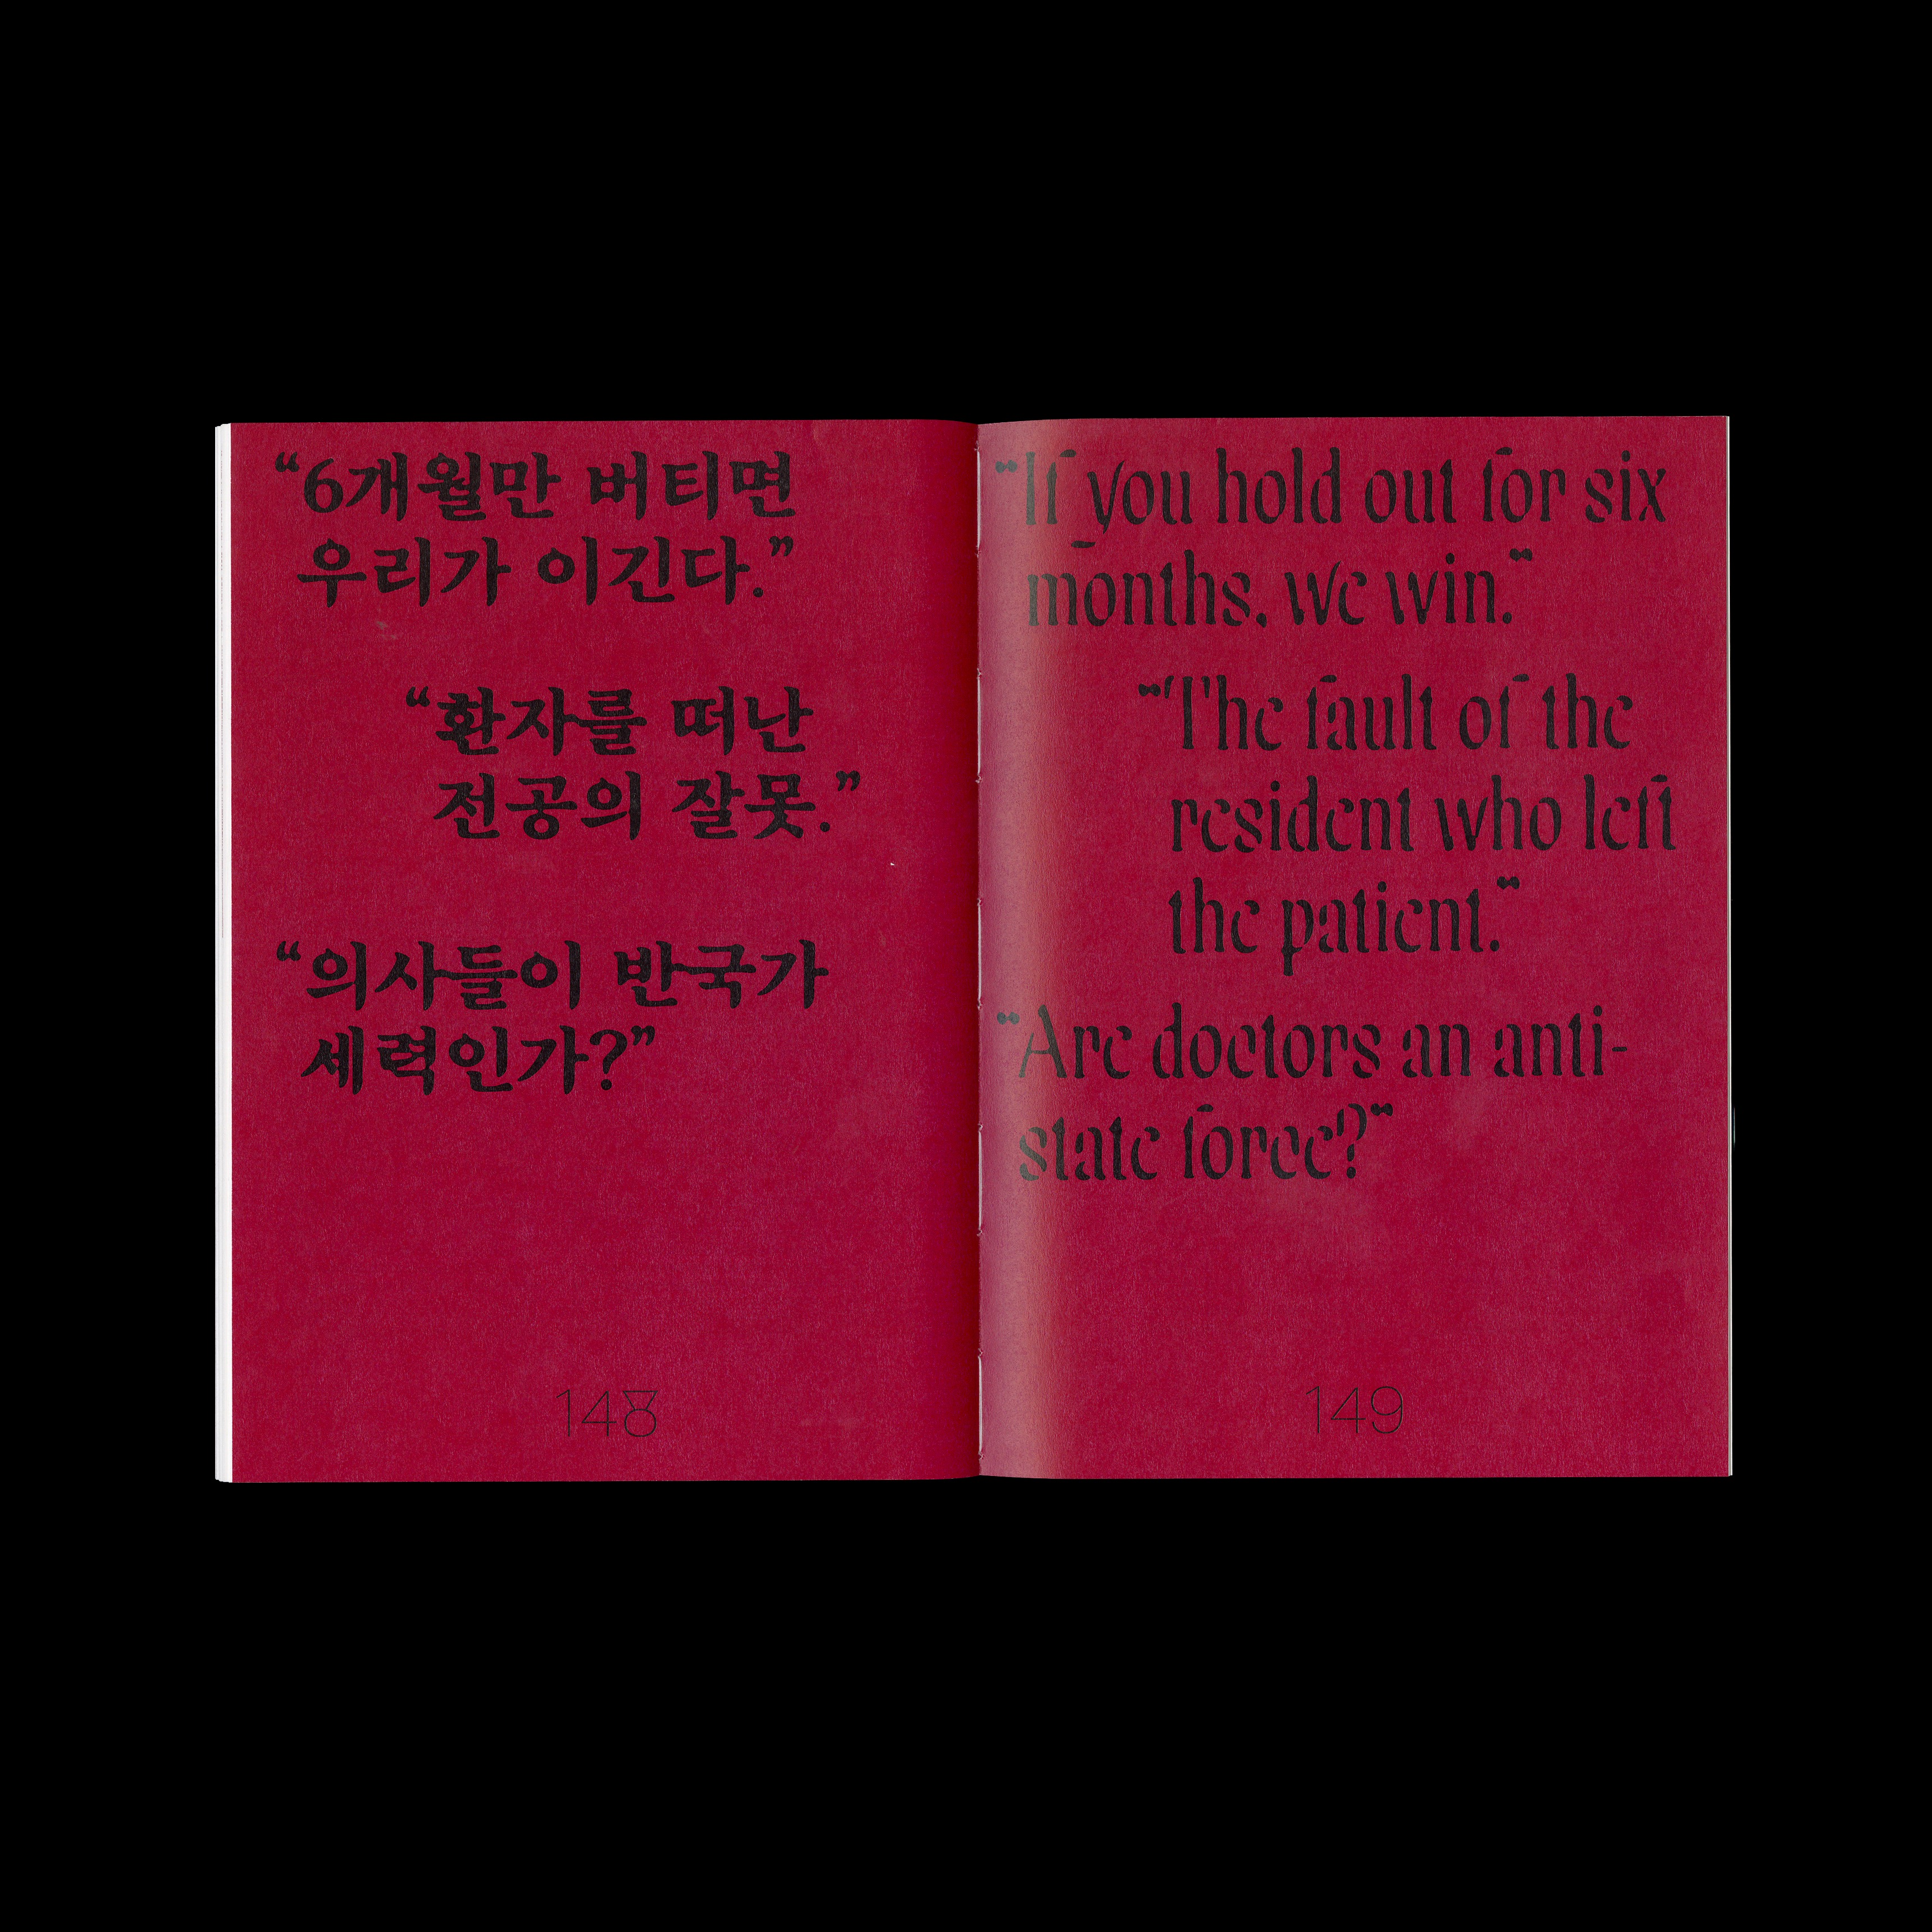 “6개월만 버티면
우리가 이긴다.”
“환자를 떠난
전공의 잘못.”
“의사들이 반국가
세력인가?”
148
“If you hold out for six
months, we win.”
“The fault of the
resident who left
the patient.”
“Are doctors an anti-
state force?”
149